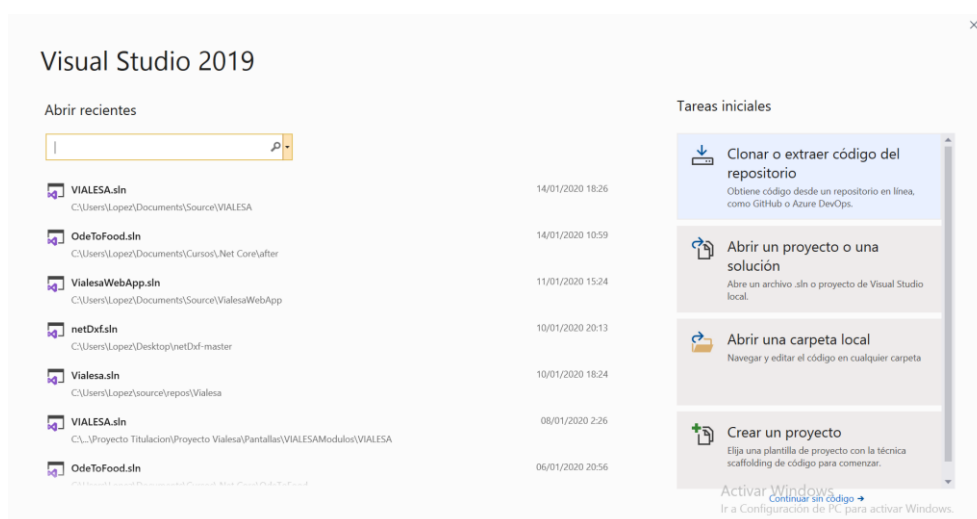 Visual Studio 2019
Abrir recientes
VIALESA.sln
14/01/2020 18:26
C:\Users\Lopez\Documents\Source\VIALESA
OdeToFood.sln
14/01/2020 10:59
C:\Users\Lopez\Documents\Cursos\.Net Core\after
VialesaWebApp.sln
11/01/2020 15:24
C:\Users\Lopez\Documents\Source\VialesaWebApp
netDxf.sln
10/01/2020 20:13
C:\Users\Lopez\Desktop\netDxf-master
Vialesa.sln
10/01/2020 18:24
C:\Users\Lopez\source\repos\Vialesa
VIALESA.sln
08/01/2020 2:26
C:\...\Proyecto Titulacion\Proyecto Vialesa\Pantallas\VIALESAModulos\VIALESA
OdeToFood.sln
06/01/2020 20:56
Tareas iniciales
Clonar o extraer código del
repositorio
Obtiene código desde un repositorio en línea,
como GitHub o Azure DevOps.
Abrir un proyecto o una
solución
Abre un archivo .sln o proyecto de Visual Studio
local.
Abrir una carpeta local
Navegar y editar el código en cualquier carpeta
Crear un proyecto
Elija una plantilla de proyecto con la técnica
scaffolding de código para comenzar.
Activar Windows
Continuar sin código →
Ir a Configuración de PC para activar Windows.